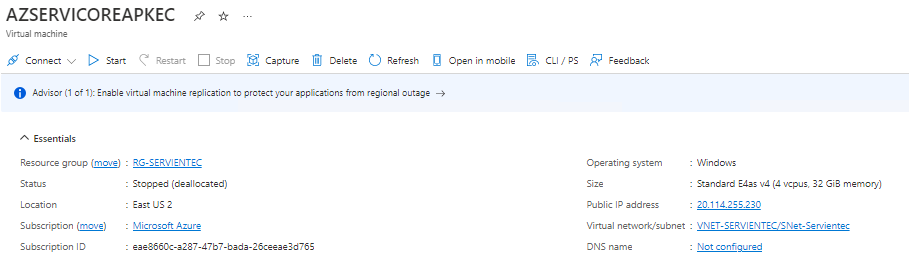 AZSERVICOREAPKEC
Virtual machine
Connect Start Restart Stop Capture Delete Refresh Open in mobile CLI / PS Feedback
Advisor (1 of 1): Enable virtual machine replication to protect your applications from regional outage →
Essentials
Resource group (move) : RG-SERVIENTEC
Status : Stopped (deallocated)
Location : East US 2
Subscription (move) : Microsoft Azure
Subscription ID : eae8660c-a287-47b7-bada-26ceeae3d765
Operating system : Windows
Size : Standard E4as v4 (4 vcpus, 32 GiB memory)
Public IP address : 20.114.255.230
Virtual network/subnet : VNET-SERVIENTEC/SNet-Servientec
DNS name : Not configured